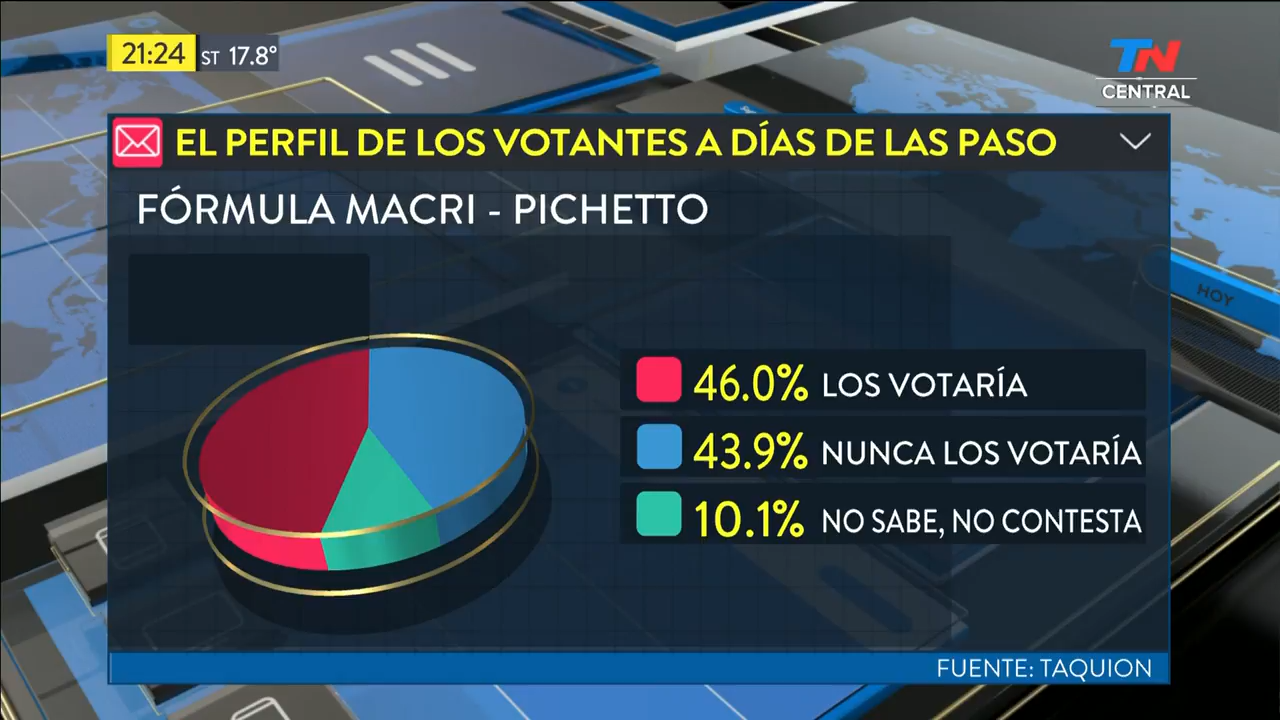 21:24 ST 17.8°
TN
CENTRAL
EL PERFIL DE LOS VOTANTES A DÍAS DE LAS PASO
FÓRMULA MACRI - PICHETTO
HOY
46.0% LOS VOTARÍA
43.9% NUNCA LOS VOTARÍA
10.1% NO SABE, NO CONTESTA
FUENTE: TAQUION